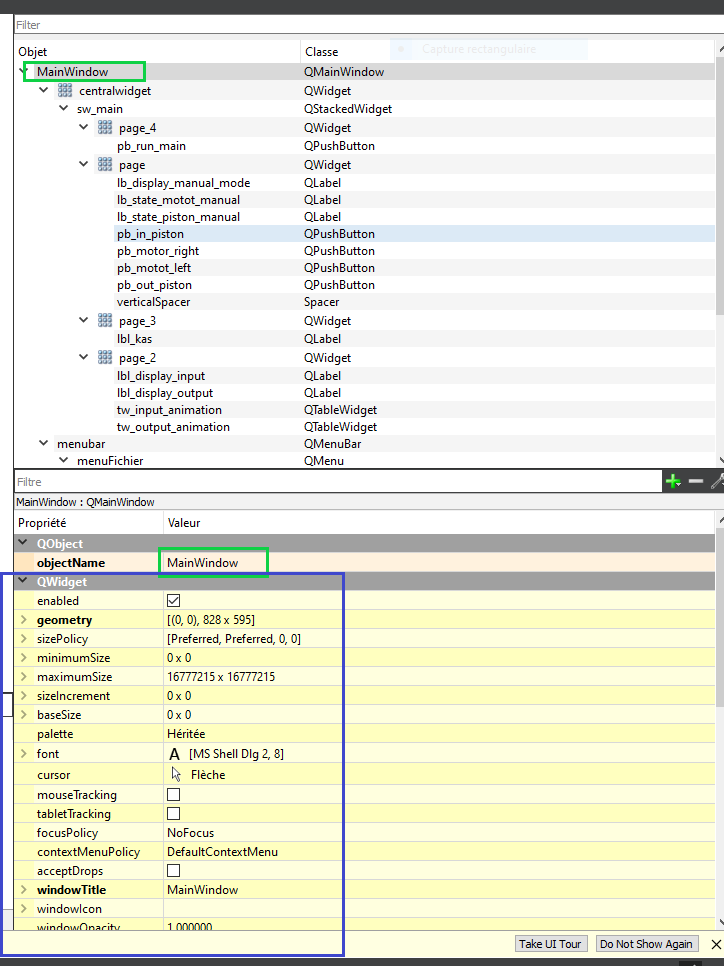 Filter
Capture rectangulaire
Objet Classe
MainWindow QMainWindow
centralwidget QWidget
sw_main QStackedWidget
page_4 QWidget
pb_run_main QPushButton
page QWidget
lb_display_manual_mode QLabel
lb_state_motot_manual QLabel
lb_state_piston_manual QLabel
pb_in_piston QPushButton
pb_motor_right QPushButton
pb_motot_left QPushButton
pb_out_piston QPushButton
verticalSpacer Spacer
page_3 QWidget
lbl_kas QLabel
page_2 QWidget
lbl_display_input QLabel
lbl_display_output QLabel
tw_input_animation QTableWidget
tw_output_animation QTableWidget
menubar QMenuBar
menuFichier QMenu
Filtre
MainWindow : QMainWindow
Propriété Valeur
QObject
objectName MainWindow
QWidget
enabled
geometry [(0, 0), 828 x 595]
sizePolicy [Preferred, Preferred, 0, 0]
minimumSize 0 x 0
maximumSize 16777215 x 16777215
sizeIncrement 0 x 0
baseSize 0 x 0
palette Héritée
font A [MS Shell Dlg 2, 8]
cursor Flèche
mouseTracking
tabletTracking
focusPolicy NoFocus
contextMenuPolicy DefaultContextMenu
acceptDrops
windowTitle MainWindow
windowIcon
windowOpacity 1.000000
Take UI Tour Do Not Show Again